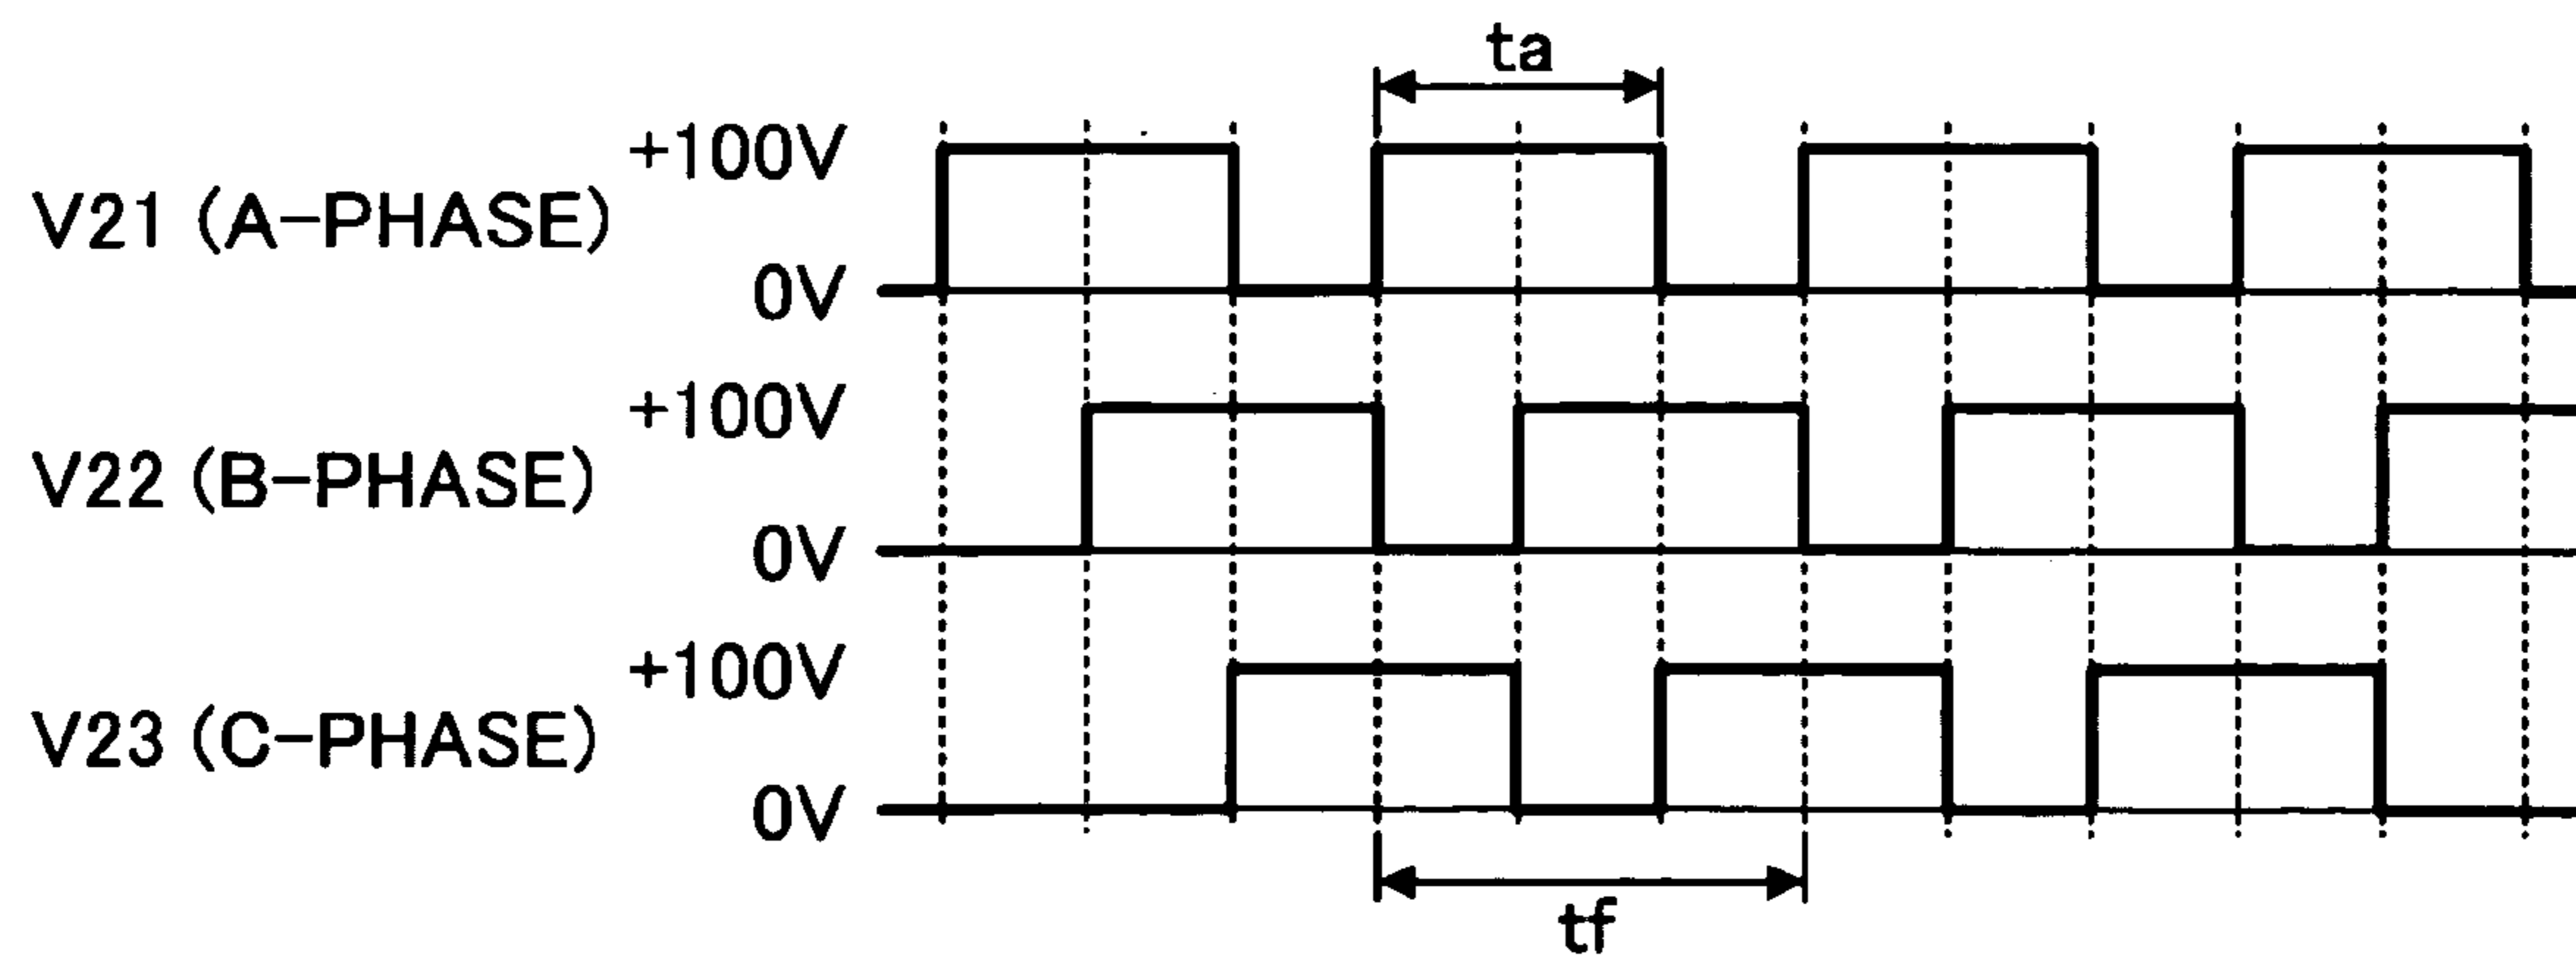 ta
+100V
V21 (A-PHASE)
0V
+100V
V22 (B-PHASE)
0V
+100V
V23 (C-PHASE)
0V
tf